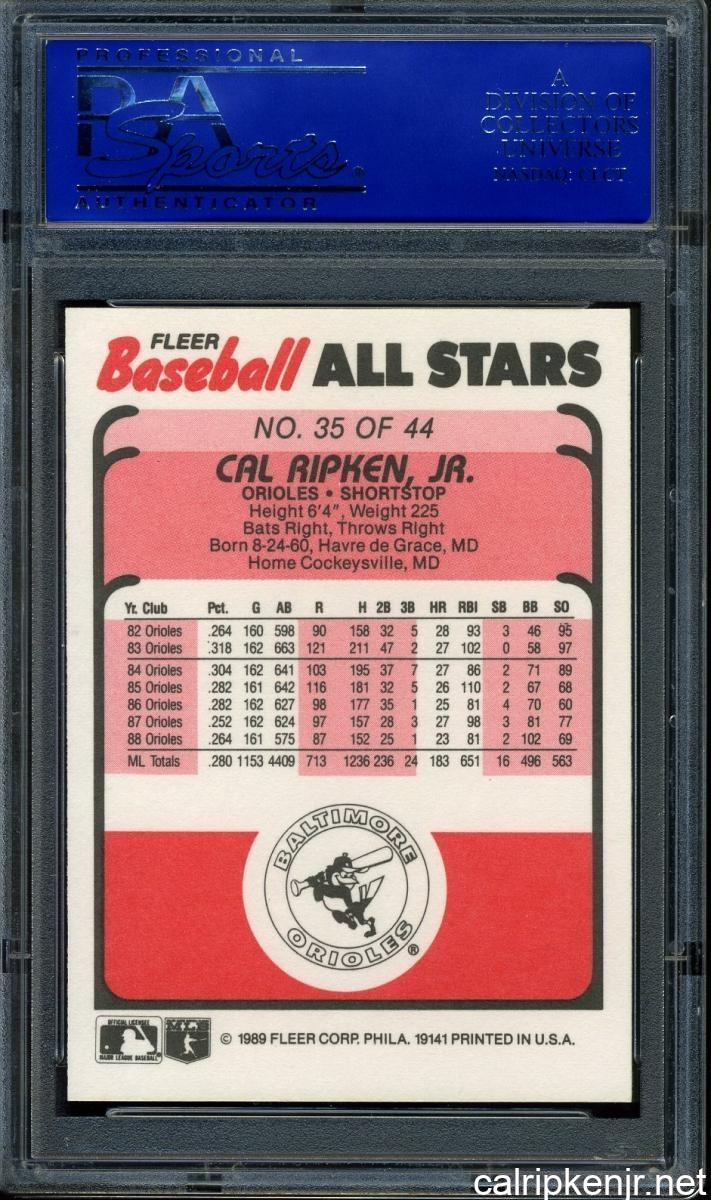 PROFESSIONAL
PSA
Sports®
AUTHENTICATOR
A
DIVISION OF
COLLECTORS
UNIVERSE
NASDAQ: CLCT
FLEER
Baseball ALL STARS
NO. 35 OF 44
CAL RIPKEN, JR.
ORIOLES • SHORTSTOP
Height 6'4", Weight 225
Bats Right, Throws Right
Born 8-24-60, Havre de Grace, MD
Home Cockeysville, MD
Yr. Club Pct. G AB R H 2B 3B HR RBI SB BB SO
82 Orioles .264 160 598 90 158 32 5 28 93 3 46 95
83 Orioles .318 162 663 121 211 47 2 27 102 0 58 97
84 Orioles .304 162 641 103 195 37 7 27 86 2 71 89
85 Orioles .282 161 642 116 181 32 5 26 110 2 67 68
86 Orioles .282 162 627 98 177 35 1 25 81 4 70 60
87 Orioles .252 162 624 97 157 28 3 27 98 3 81 77
88 Orioles .264 161 575 87 152 25 1 23 81 2 102 69
ML Totals .280 1153 4409 713 1236 236 24 183 651 16 496 563
BALTIMORE
ORIOLES®
OFFICIAL LICENSEE
MAJOR LEAGUE BASEBALL
© 1989 FLEER CORP. PHILA. 19141 PRINTED IN U.S.A.
calripkenjr.net